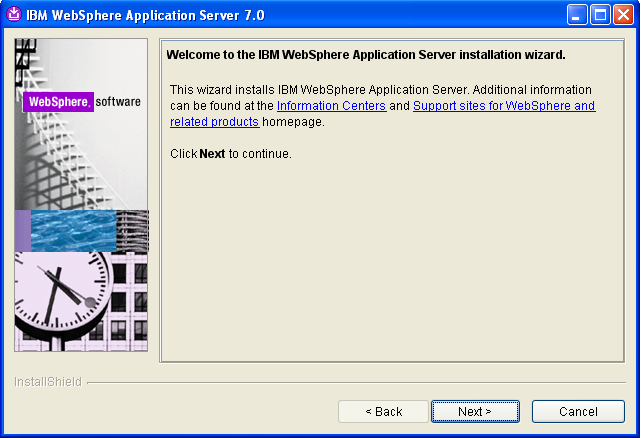 IBM WebSphere Application Server 7.0
WebSphere. software
Welcome to the IBM WebSphere Application Server installation wizard.
This wizard installs IBM WebSphere Application Server. Additional information
can be found at the Information Centers and Support sites for WebSphere and
related products homepage.
Click Next to continue.
InstallShield
< Back
Next >
Cancel